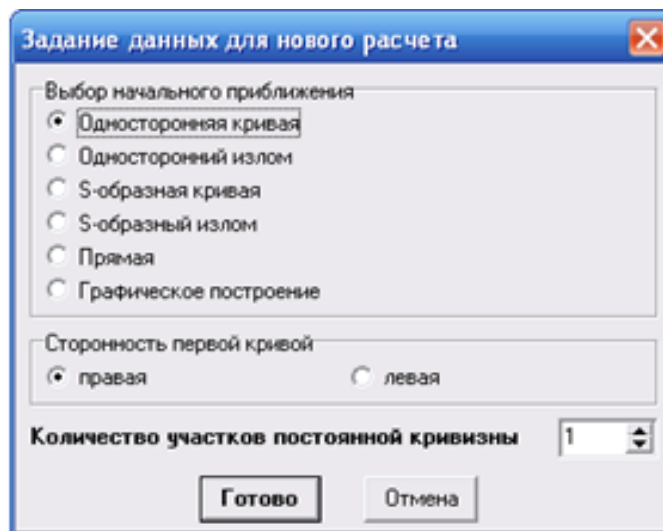 Задание данных для нового расчета
Выбор начального приближения
Односторонняя кривая
Односторонний излом
S-образная кривая
S-образный излом
Прямая
Графическое построение
Сторонность первой кривой
правая левая
Количество участков постоянной кривизны 1
Готово Отмена